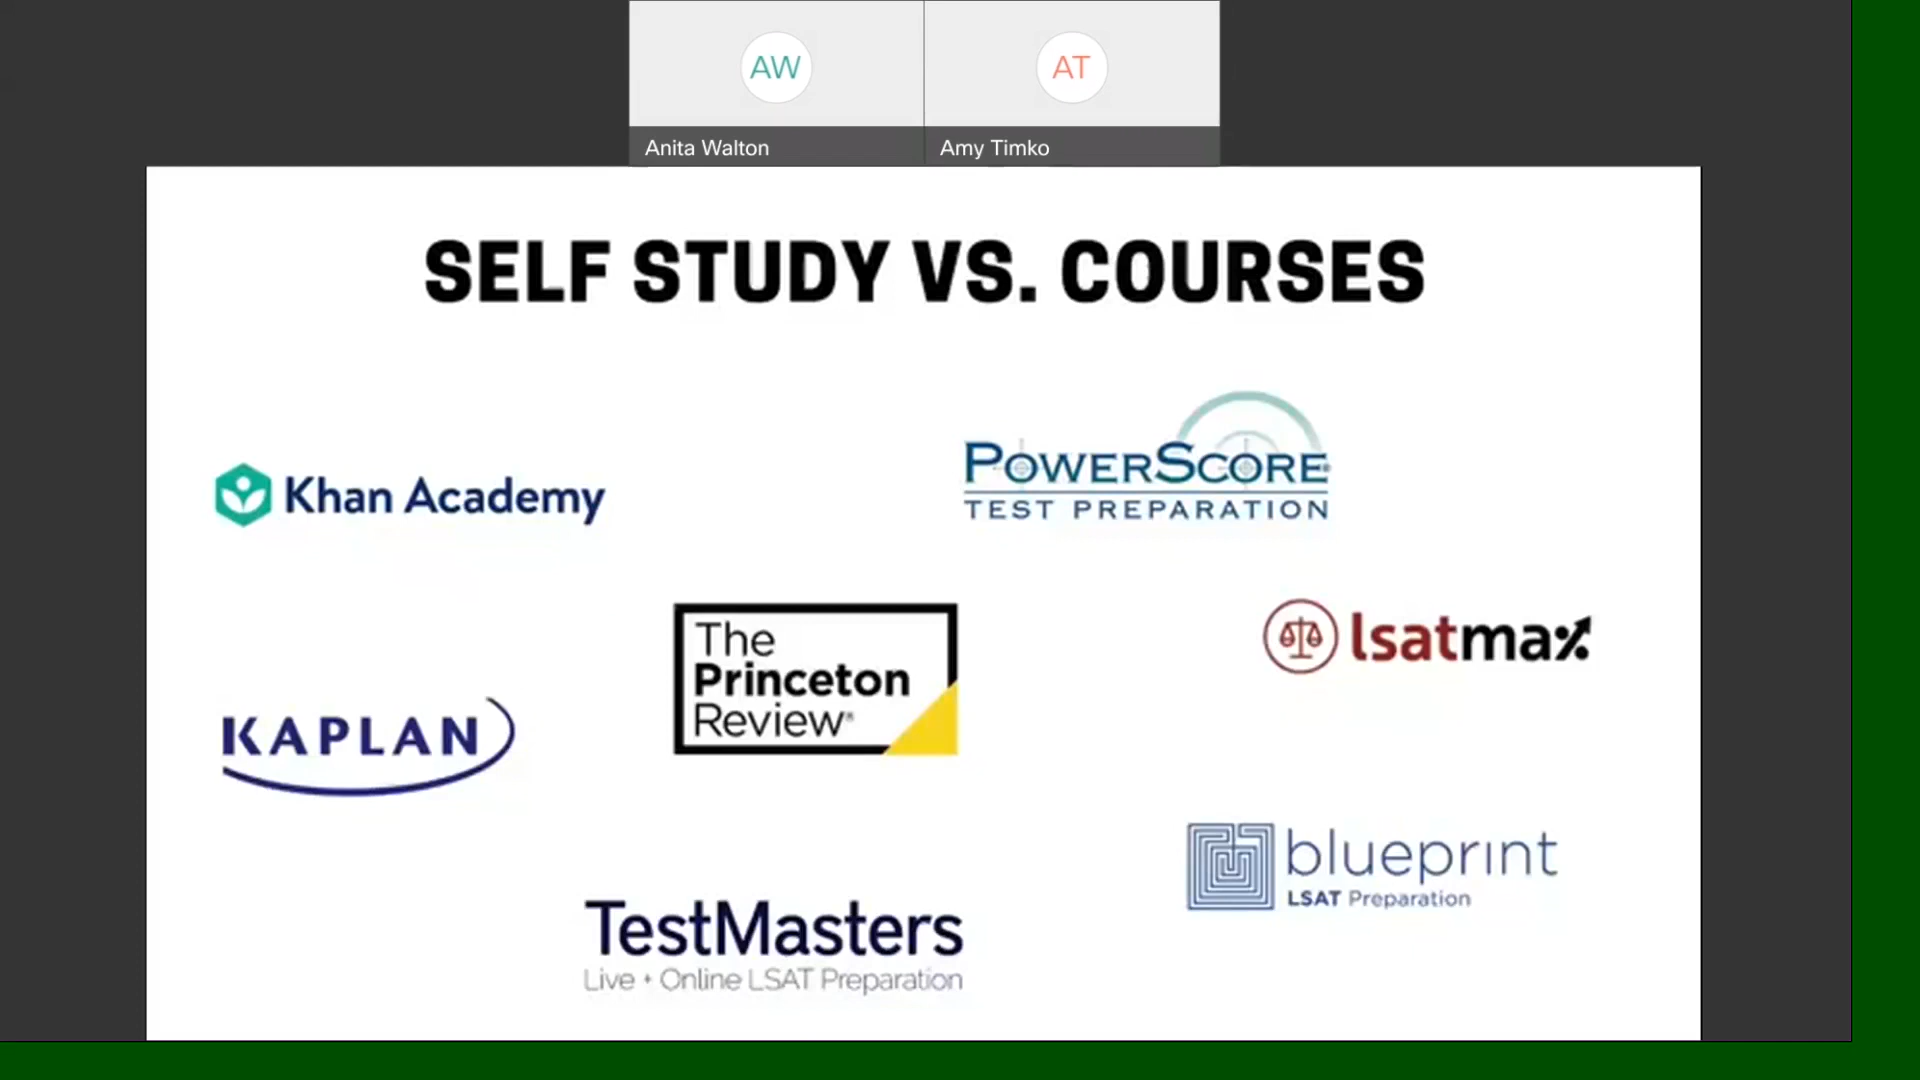 AW
AT
Anita Walton
Amy Timko
SELF STUDY VS. COURSES
Khan Academy
POWERSCORE
TEST PREPARATION
The
Princeton
Review®
lsatmax
KAPLAN
blueprint
LSAT Preparation
TestMasters
Live + Online LSAT Preparation